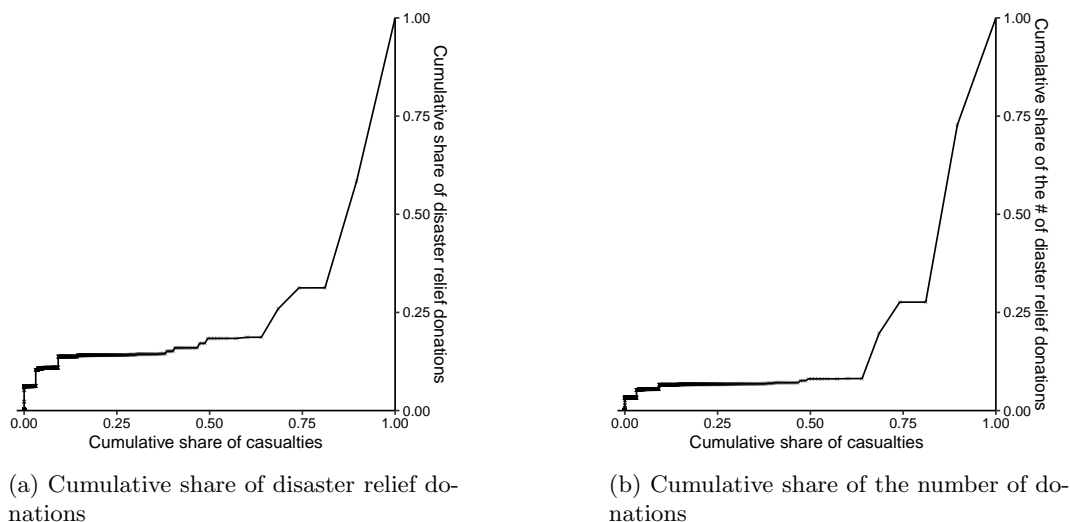 1.00
0.75
0.50
0.25
0.00
Cumulative share of disaster relief donations
0.00 0.25 0.50 0.75 1.00
Cumulative share of casualties
(a) Cumulative share of disaster relief do-
nations
1.00
0.75
0.50
0.25
0.00
Cumalative share of the # of diaster relief donations
0.00 0.25 0.50 0.75 1.00
Cumulative share of casualties
(b) Cumulative share of the number of do-
nations